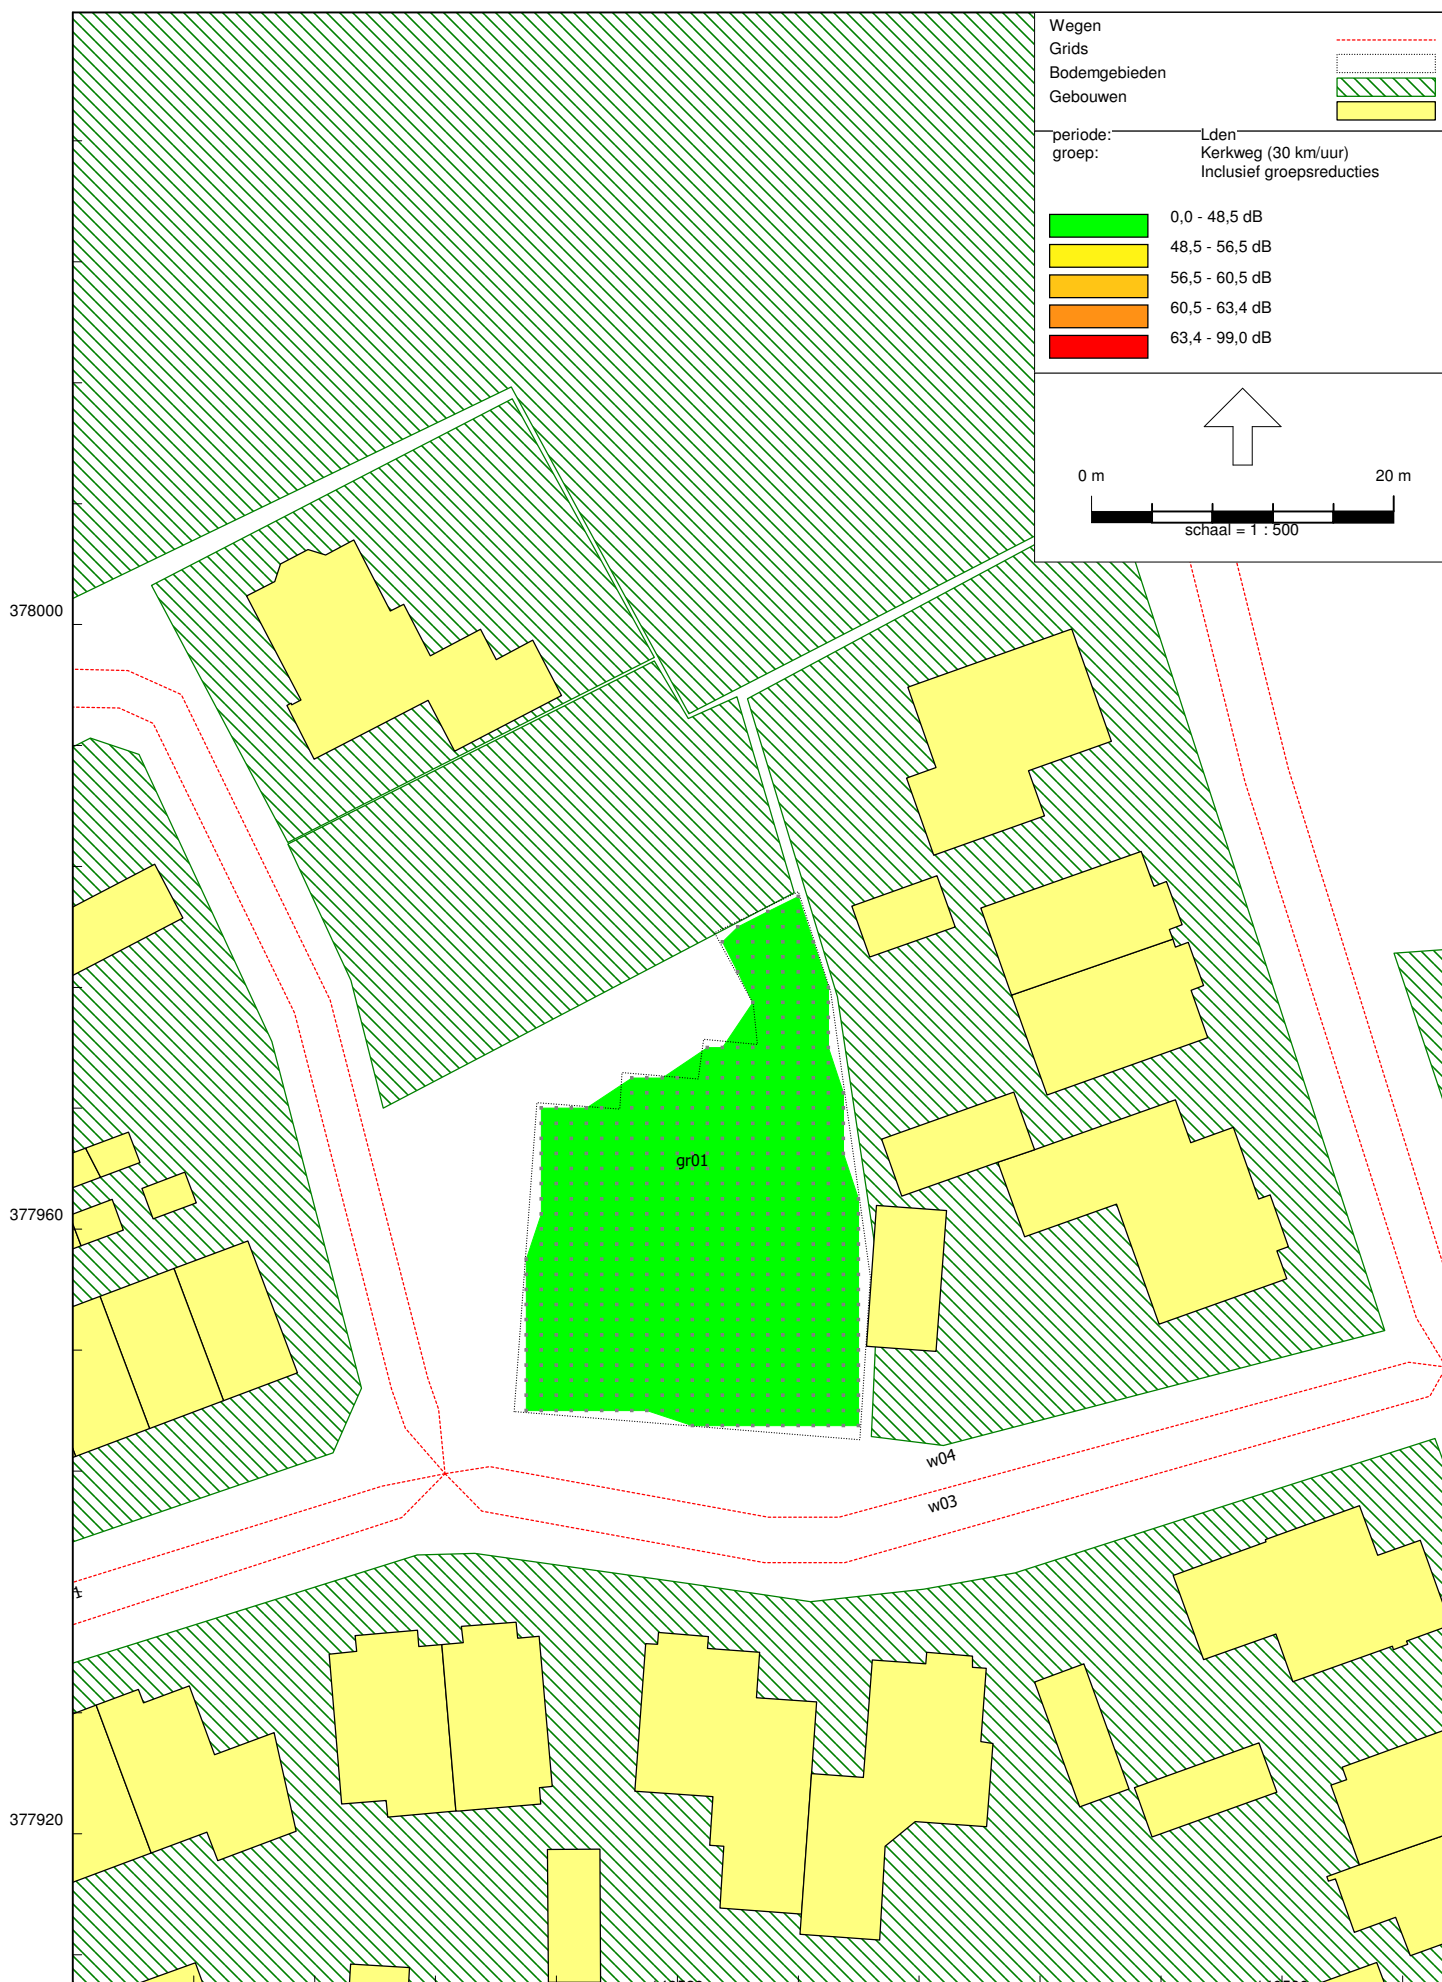 Wegen
Grids
Bodemgebieden
Gebouwen
periode: Lden
groep: Kerkweg (30 km/uur)
Inclusief groepsreducties
0,0 - 48,5 dB
48,5 - 56,5 dB
56,5 - 60,5 dB
60,5 - 63,4 dB
63,4 - 99,0 dB
0 m 20 m
schaal = 1 : 500
378000
gr01
377960
w04
w03
377920